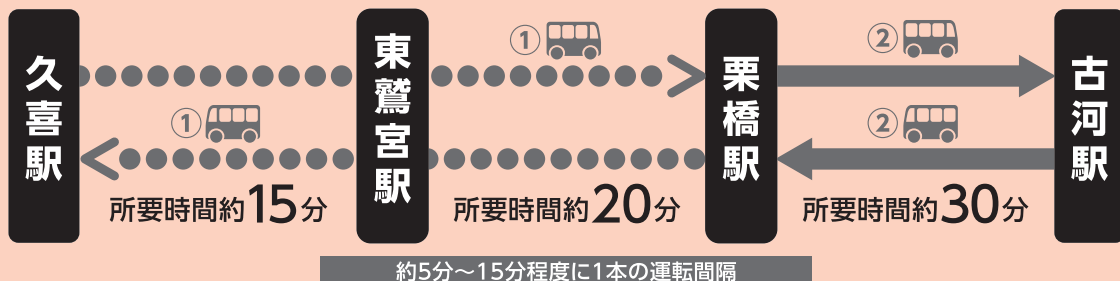 久喜駅
東鷲宮駅
栗橋駅
古河駅
①
②
①
②
所要時間約15分
所要時間約20分
所要時間約30分
約5分～15分程度に1本の運転間隔